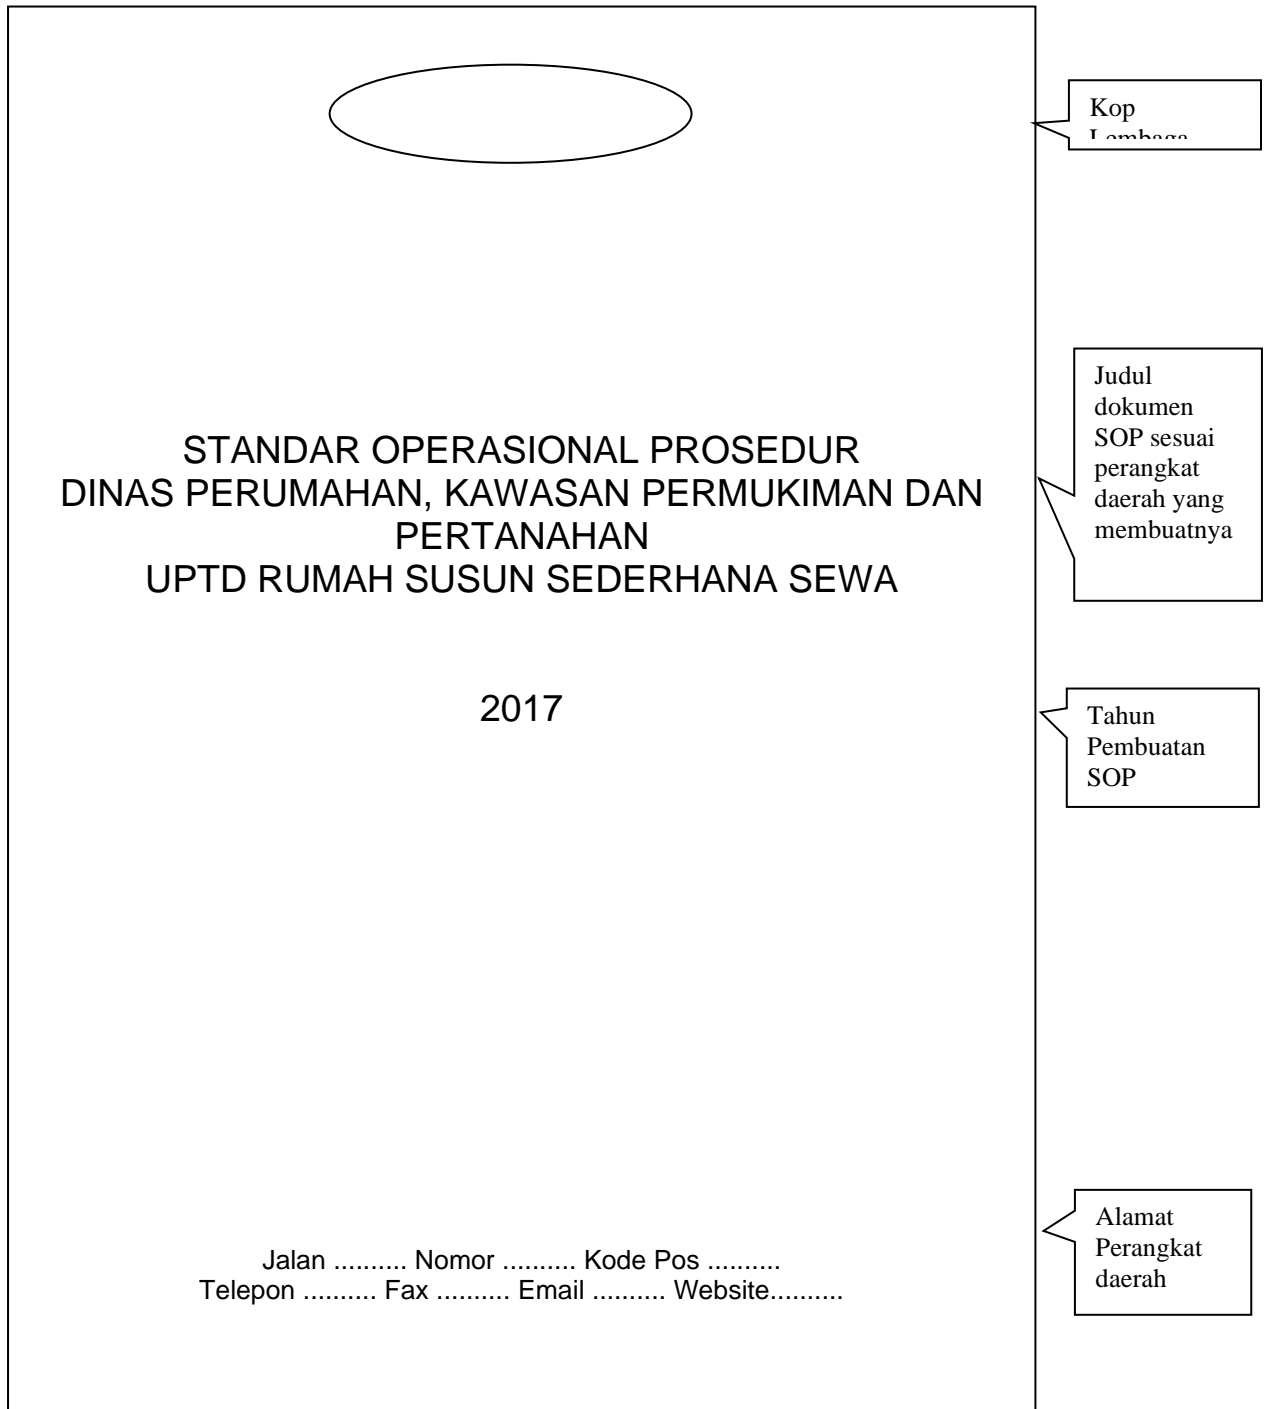 Kop
Lembaga
STANDAR OPERASIONAL PROSEDUR
DINAS PERUMAHAN, KAWASAN PERMUKIMAN DAN
PERTANAHAN
UPTD RUMAH SUSUN SEDERHANA SEWA
Judul
dokumen
SOP sesuai
perangkat
daerah yang
membuatnya
2017
Tahun
Pembuatan
SOP
Jalan .......... Nomor .......... Kode Pos ..........
Telepon .......... Fax .......... Email .......... Website..........
Alamat
Perangkat
daerah